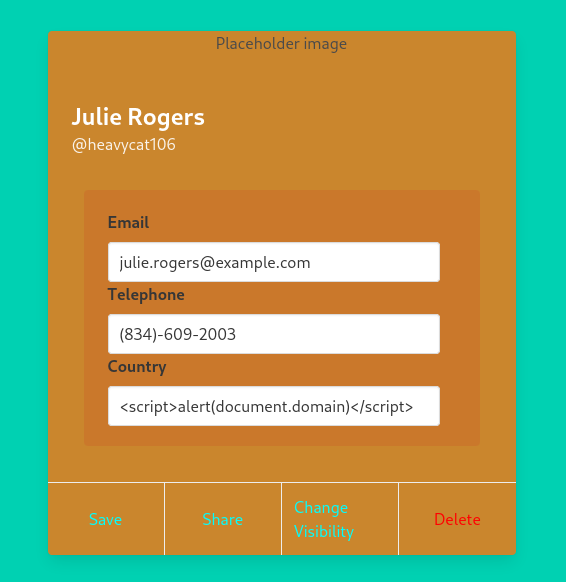 Placeholder image
Julie Rogers
@heavycat106
Email
julie.rogers@example.com
Telephone
(834)-609-2003
Country
<script>alert(document.domain)</script>
Save
Share
Change
Visibility
Delete